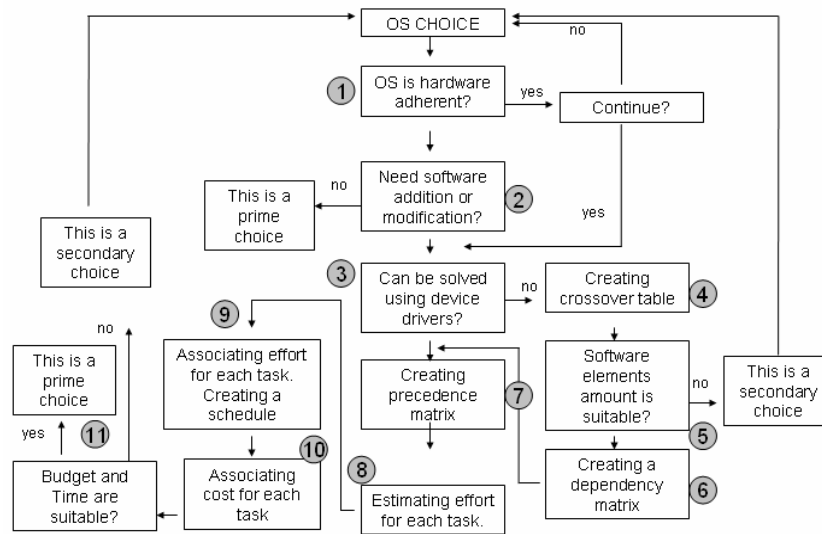 OS CHOICE
no
1
OS is hardware
adherent?
yes
Continue?
no
This is a
prime
choice
Need software
addition or
modification?
2
yes
This is a
secondary
choice
3
Can be solved
using device
drivers?
no
Creating
crossover table
4
9
no
This is a
prime
choice
Associating effort
for each task.
Creating a
schedule
Creating
precedence
matrix
7
Software
elements
amount is
suitable?
no
This is a
secondary
choice
5
yes
11
10
8
Budget and
Time are
suitable?
Associating
cost for each
task
Estimating effort
for each task.
Creating a
dependency
matrix
6